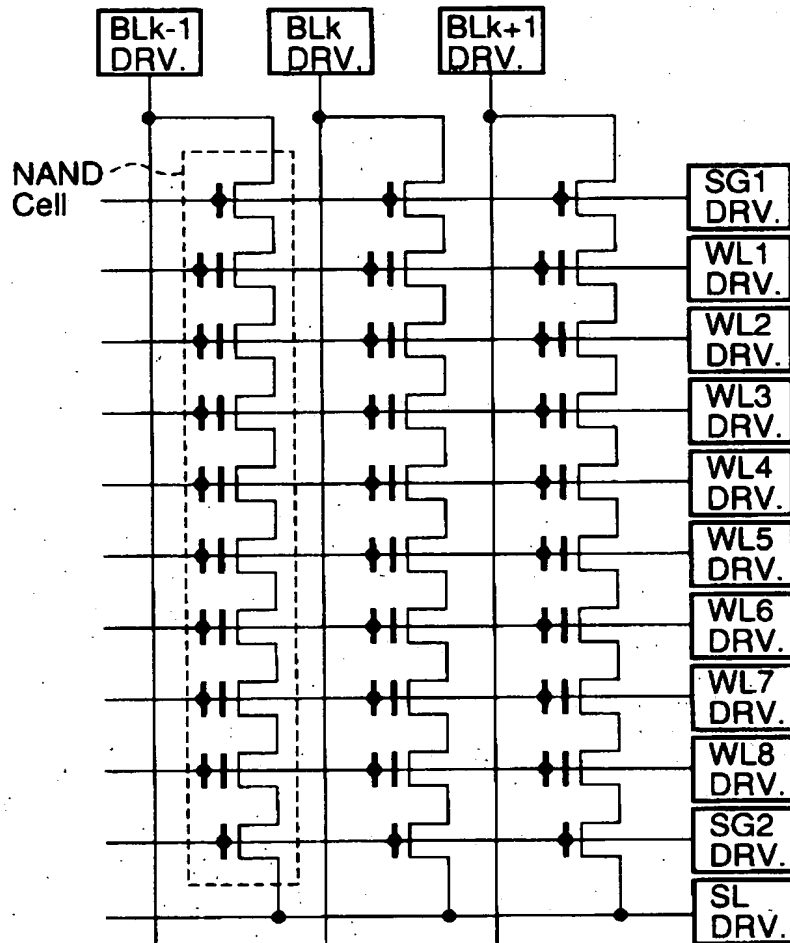 BLk-1
DRV.
BLk
DRV.
BLk+1
DRV.
NAND
Cell
SG1
DRV.
WL1
DRV.
WL2
DRV.
WL3
DRV.
WL4
DRV.
WL5
DRV.
WL6
DRV.
WL7
DRV.
WL8
DRV.
SG2
DRV.
SL
DRV.